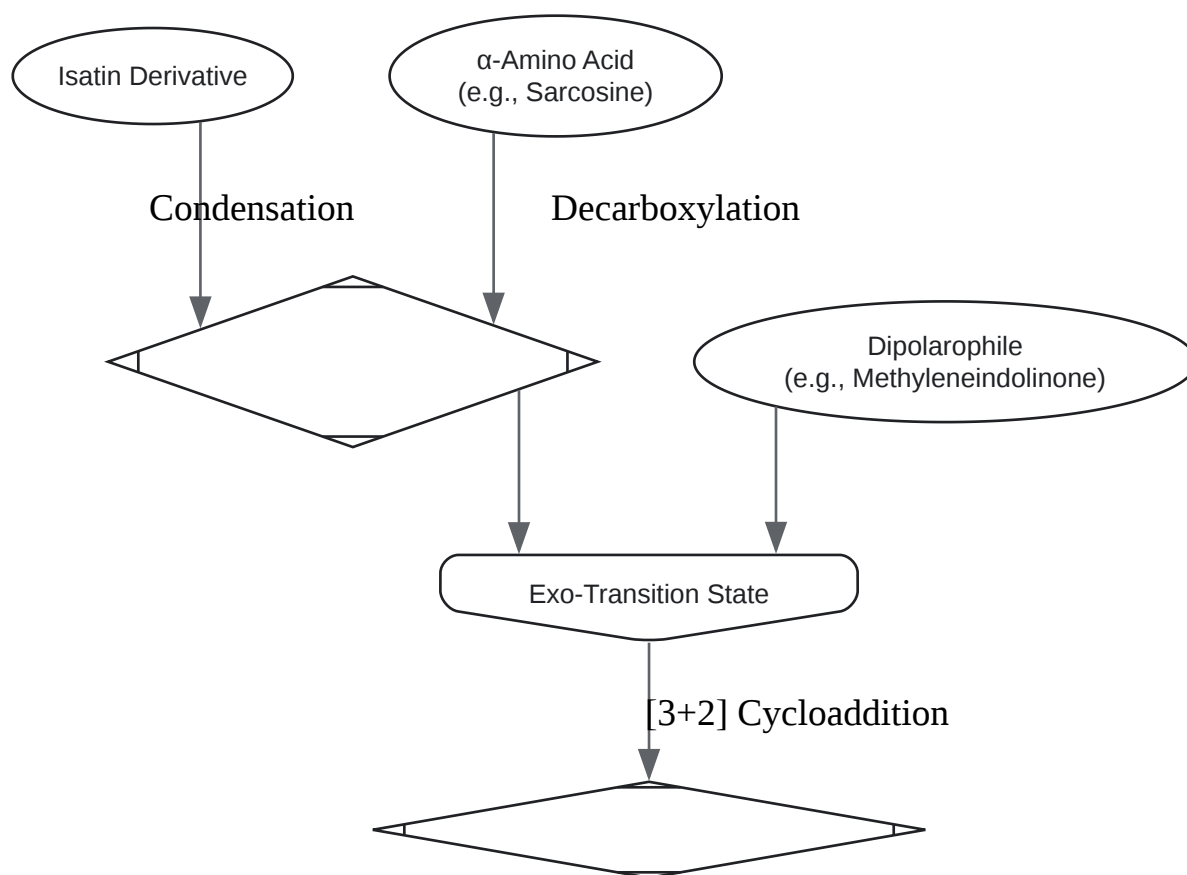 Isatin Derivative
α-Amino Acid
(e.g., Sarcosine)
Condensation
Decarboxylation
Dipolarophile
(e.g., Methyleneindolinone)
Exo-Transition State
[3+2] Cycloaddition